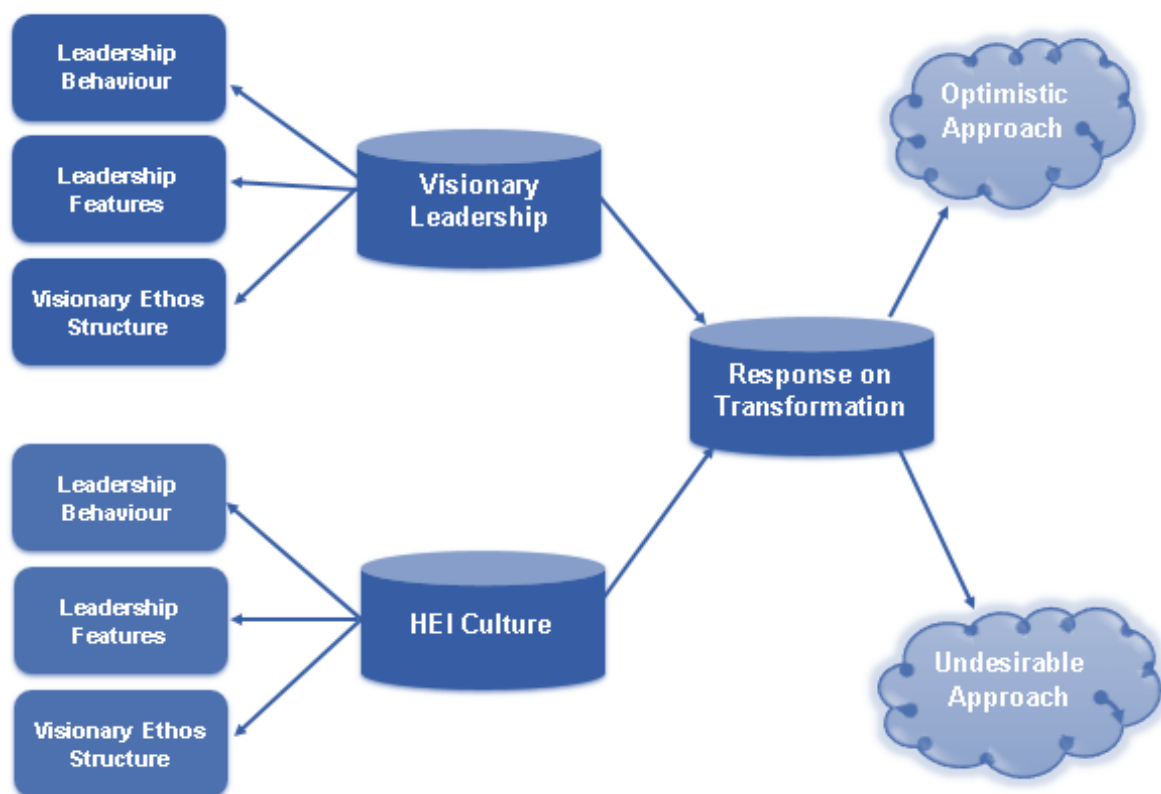 Leadership
Behaviour
Leadership
Features
Visionary Ethos
Structure
Visionary
Leadership
Optimistic
Approach
Response on
Transformation
Leadership
Behaviour
Leadership
Features
Visionary Ethos
Structure
HEI Culture
Undesirable
Approach